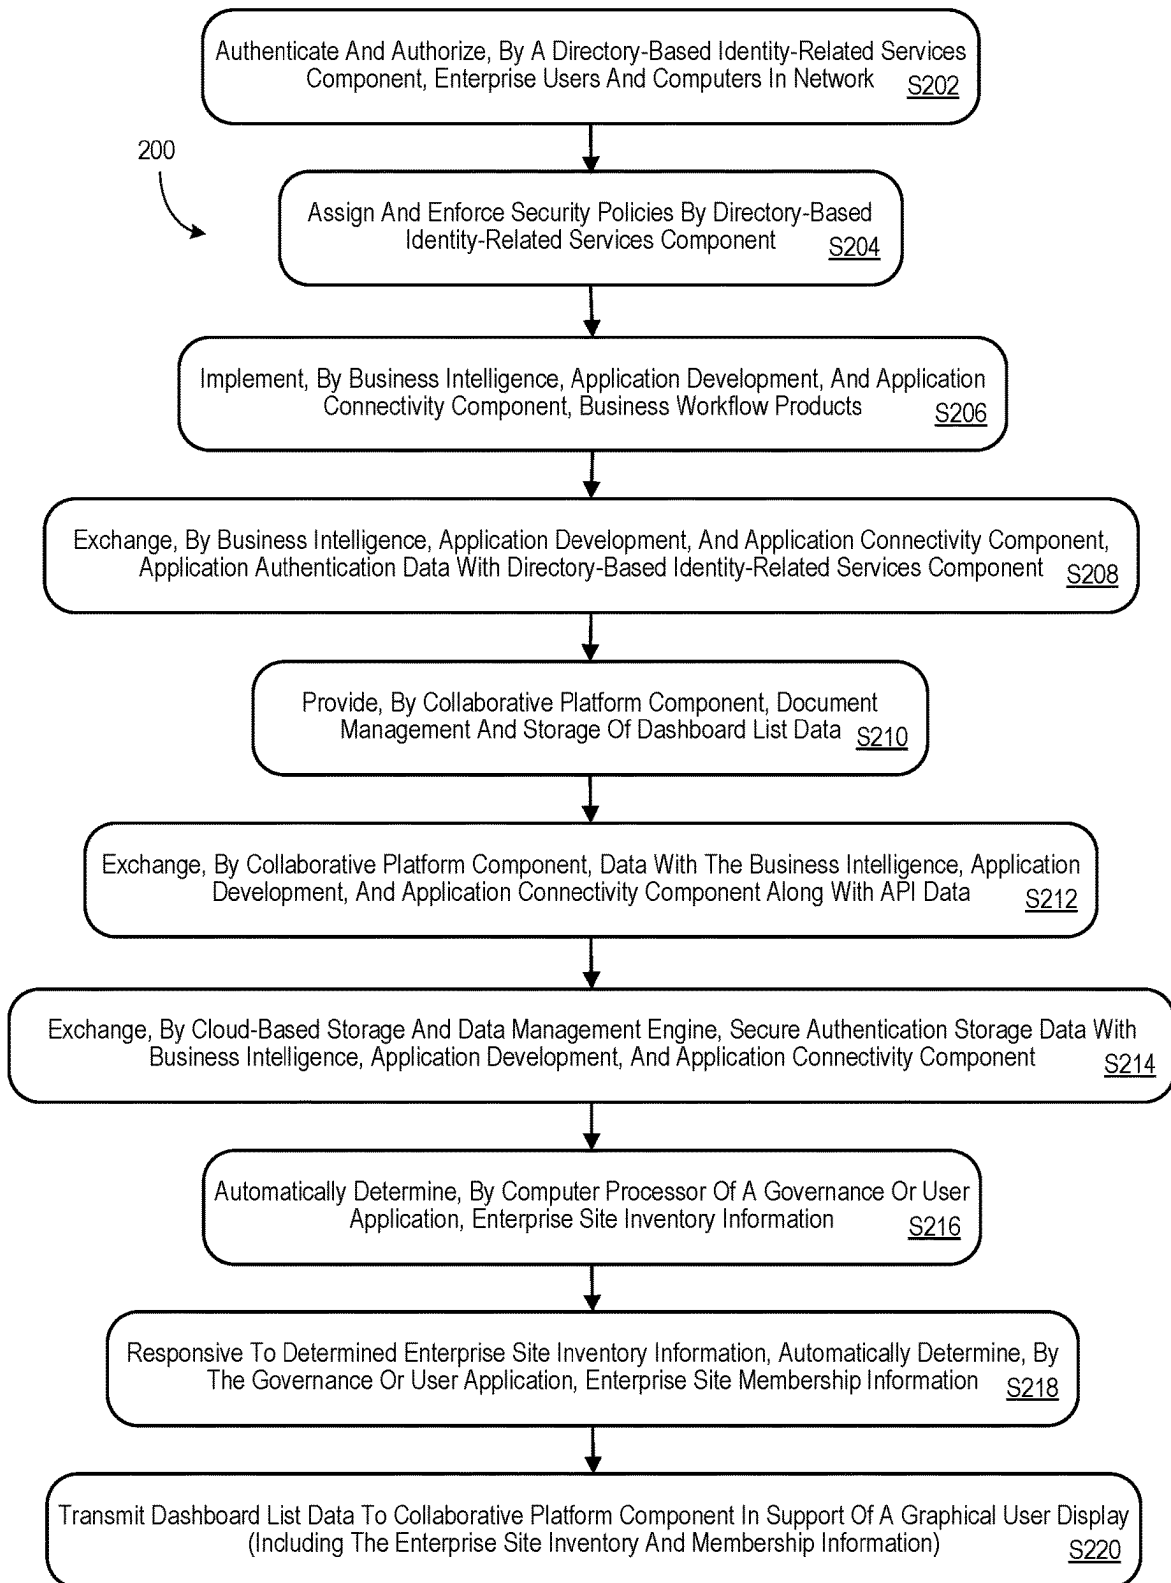 Authenticate And Authorize, By A Directory-Based Identity-Related Services
Component, Enterprise Users And Computers In Network
S202
200
Assign And Enforce Security Policies By Directory-Based
Identity-Related Services Component
S204
Implement, By Business Intelligence, Application Development, And Application
Connectivity Component, Business Workflow Products
S206
Exchange, By Business Intelligence, Application Development, And Application Connectivity Component,
Application Authentication Data With Directory-Based Identity-Related Services Component
S208
Provide, By Collaborative Platform Component, Document
Management And Storage Of Dashboard List Data
S210
Exchange, By Collaborative Platform Component, Data With The Business Intelligence, Application
Development, And Application Connectivity Component Along With API Data
S212
Exchange, By Cloud-Based Storage And Data Management Engine, Secure Authentication Storage Data With
Business Intelligence, Application Development, And Application Connectivity Component
S214
Automatically Determine, By Computer Processor Of A Governance Or User
Application, Enterprise Site Inventory Information
S216
Responsive To Determined Enterprise Site Inventory Information, Automatically Determine, By
The Governance Or User Application, Enterprise Site Membership Information
S218
Transmit Dashboard List Data To Collaborative Platform Component In Support Of A Graphical User Display
(Including The Enterprise Site Inventory And Membership Information)
S220